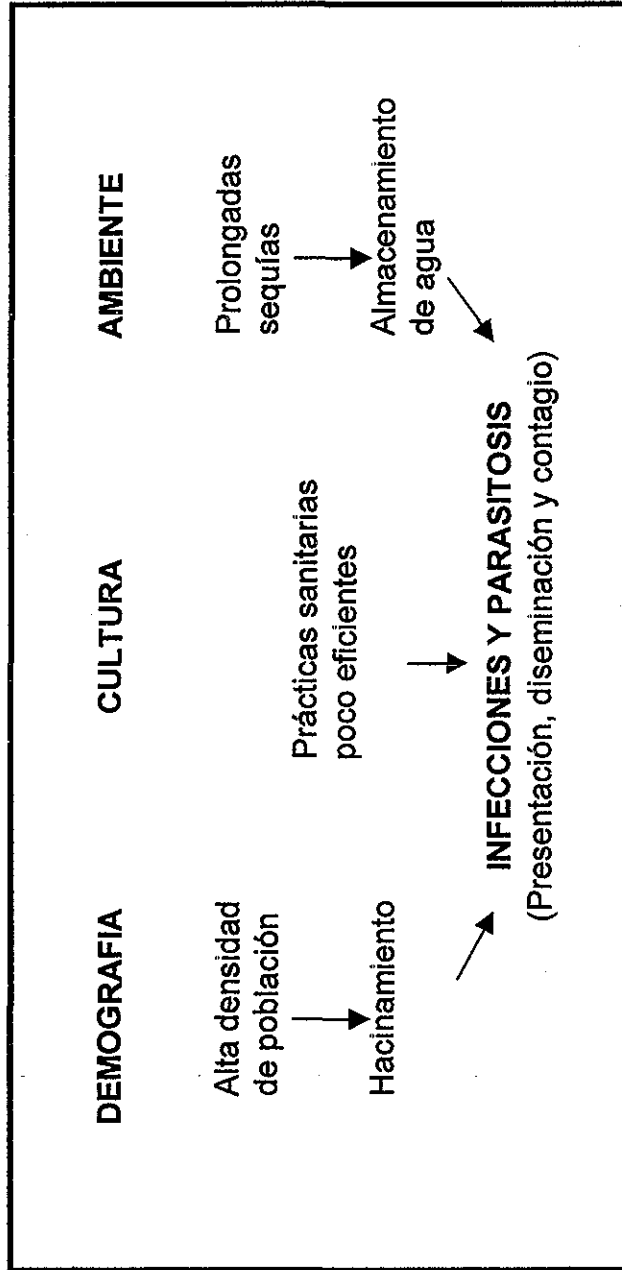 DEMOGRAFIA
Alta densidad
de población
Hacinamiento
CULTURA
Prácticas sanitarias
poco eficientes
AMBIENTE
Prolongadas
sequías
Almacenamiento
de agua
INFECCIONES Y PARASITOSIS
(Presentación, diseminación y contagio)